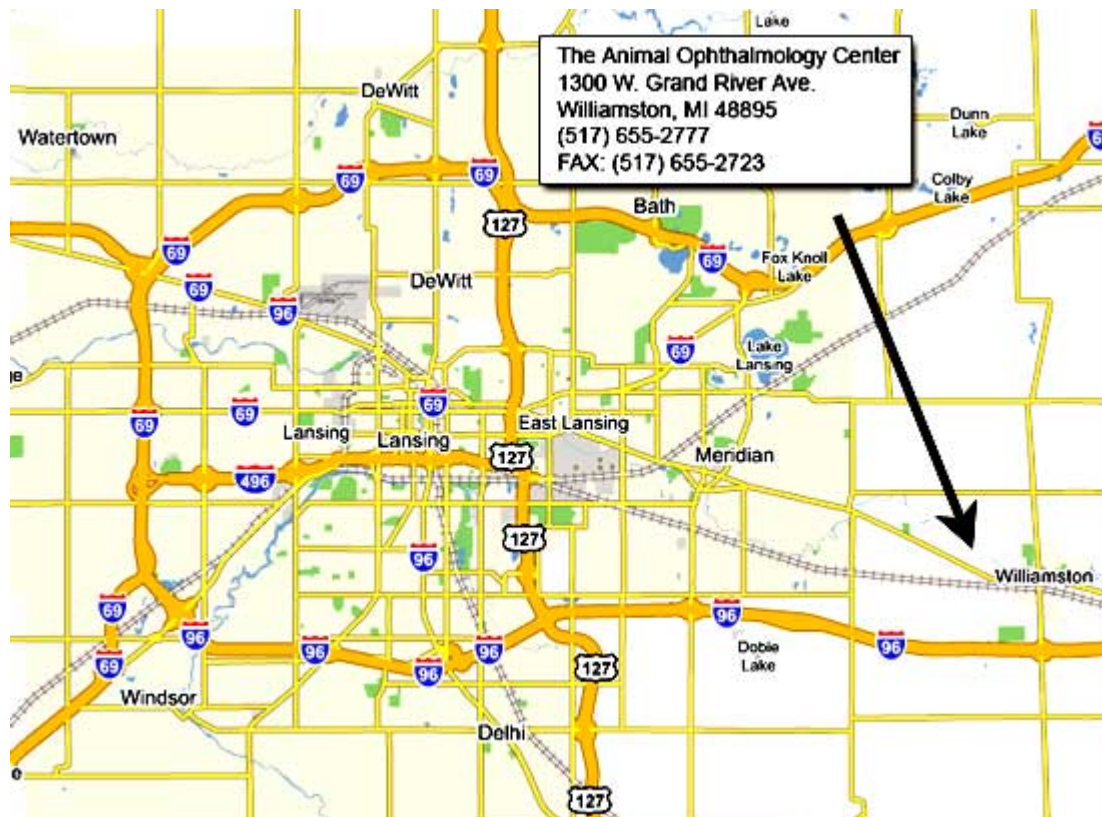 Lake
The Animal Ophthalmology Center
1300 W. Grand River Ave.
Williamston, MI 48895
(517) 655-2777
FAX: (517) 655-2723
DeWitt
Watertown
Dunn
Lake
69
69
69
Colby
Lake
127
Bath
69
69
Fox Knoll
Lake
69
DeWitt
96
69
Lake
Lansing
69
69
69
East Lansing
Lansing
Lansing
127
Meridian
496
127
96
Williamston
69
96
96
96
96
96
Dobie
Lake
69
96
127
Windsor
Delhi
127